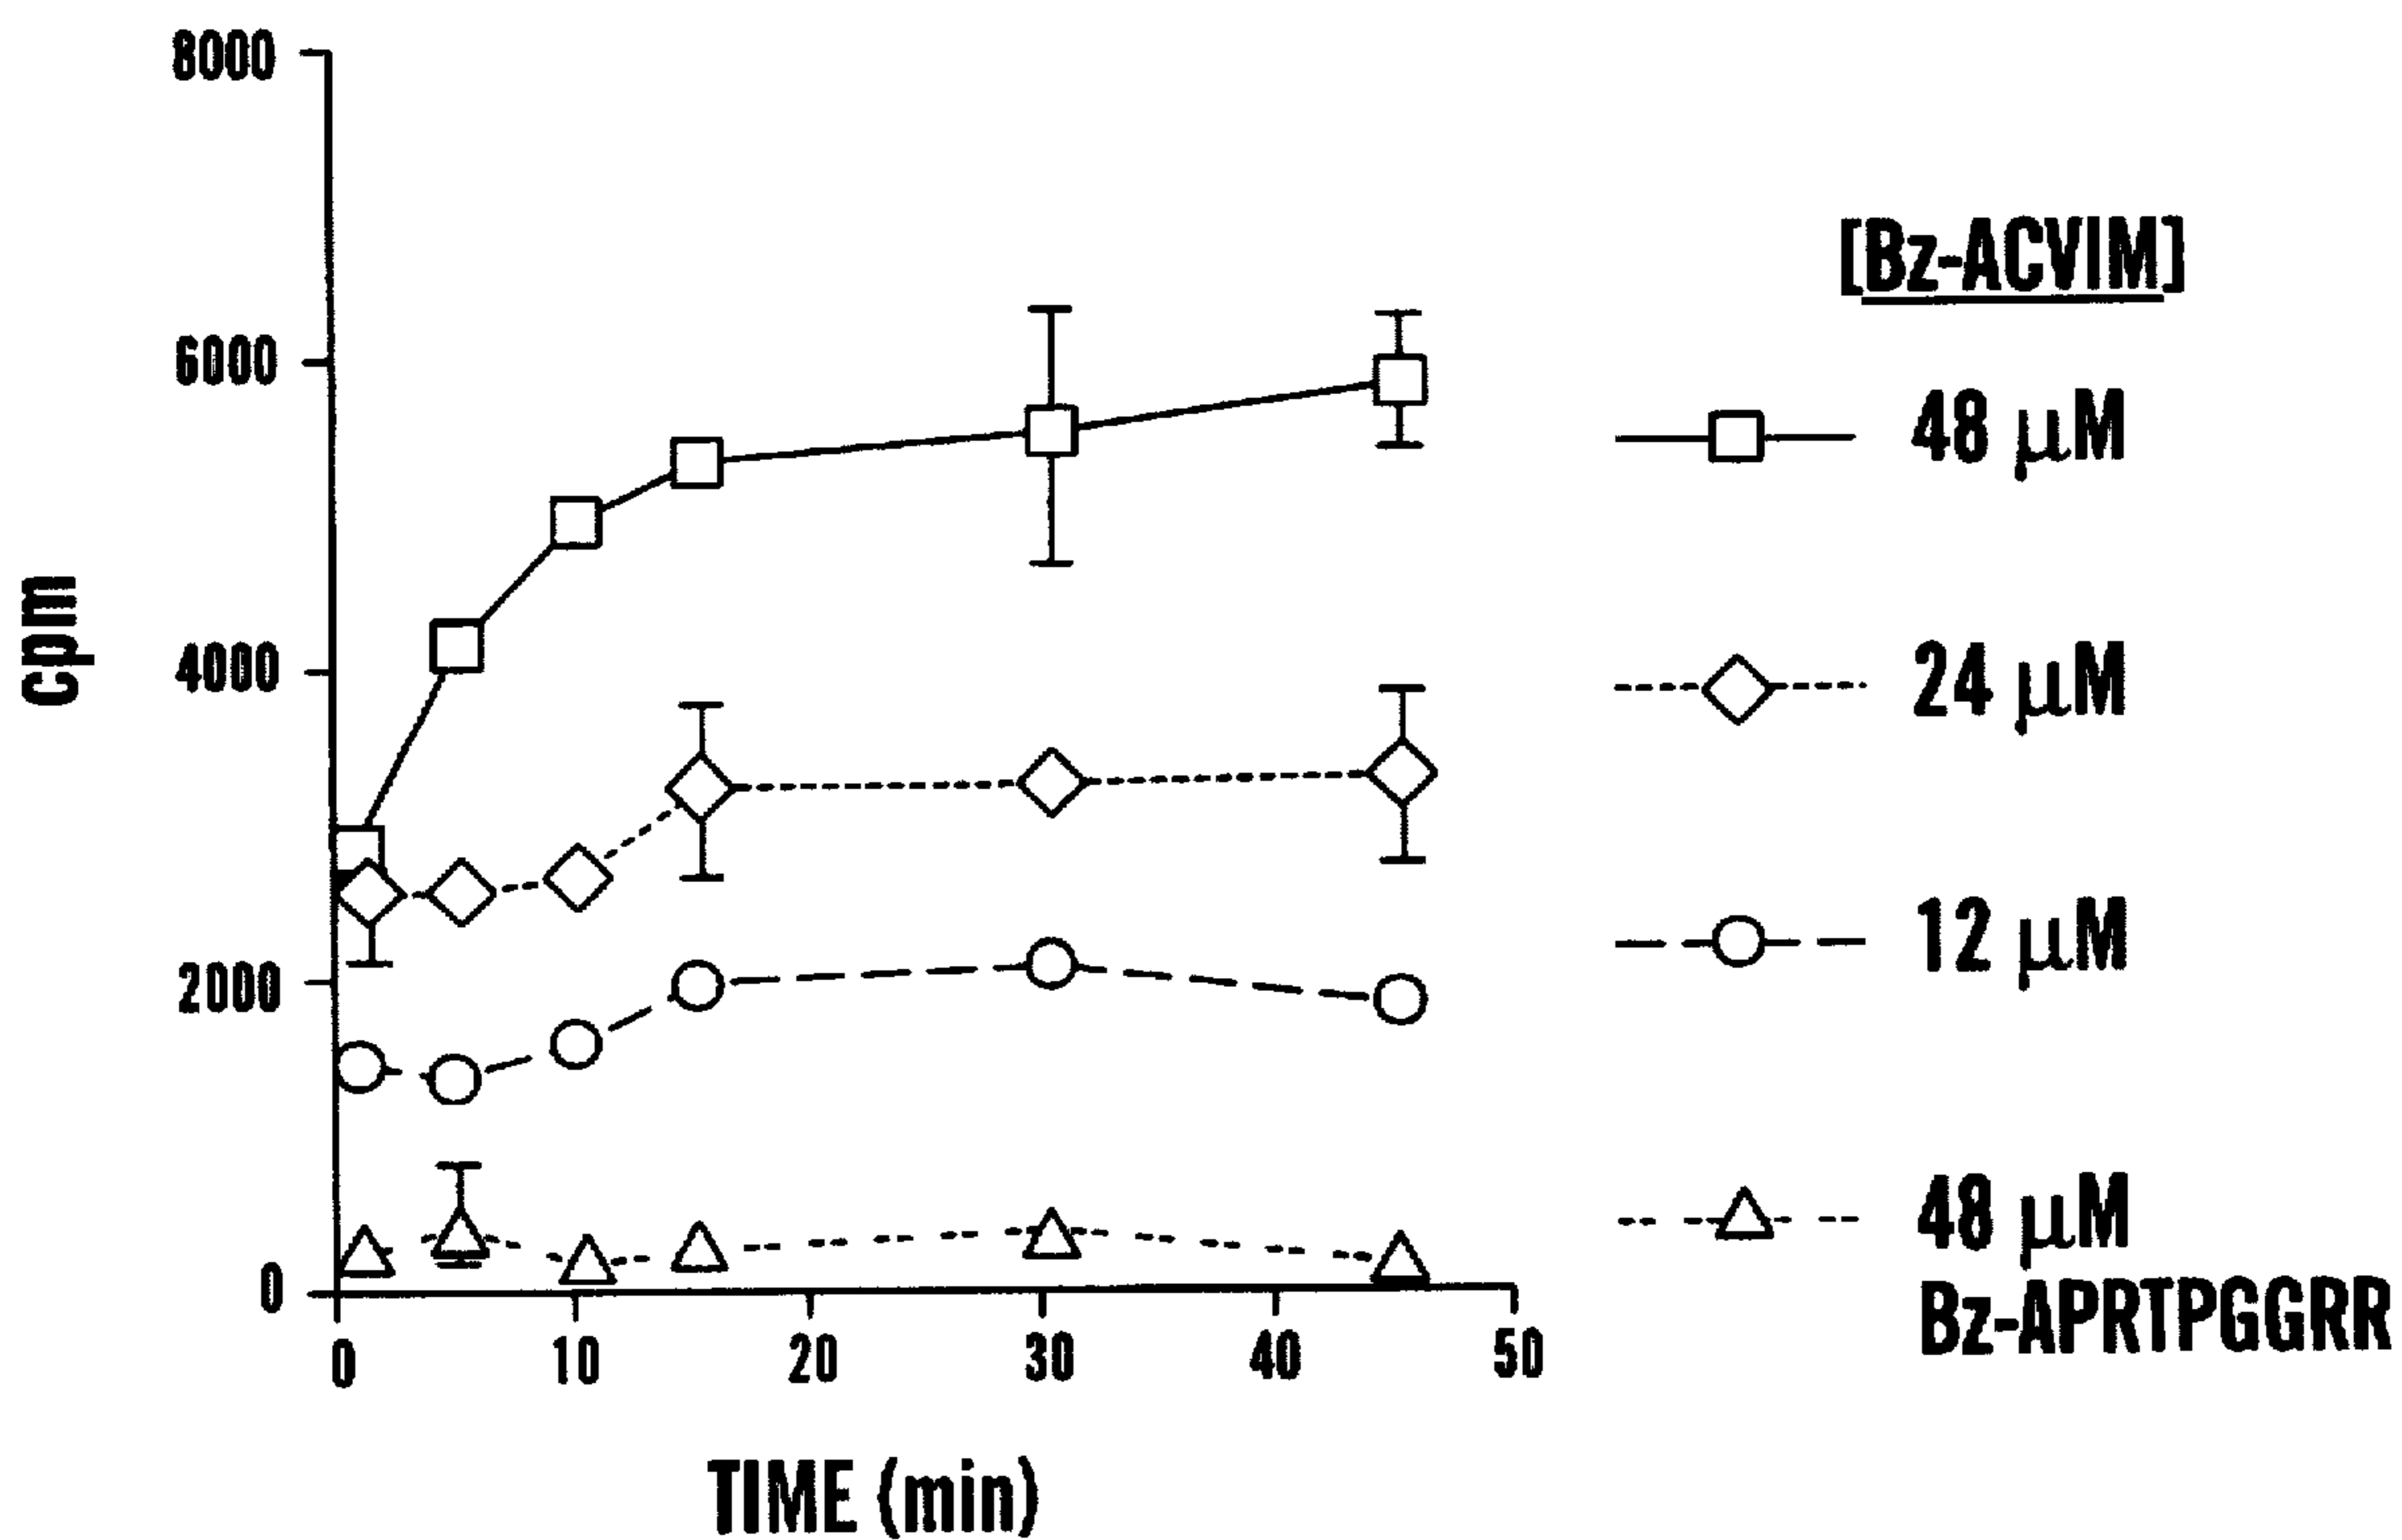 8000
6000
4000
2000
0
cpm
0 10 20 30 40 50
TIME (min)
[Bz-ACVIM]
48 μM
24 μM
12 μM
48 μM
Bz-APRTPGGRR